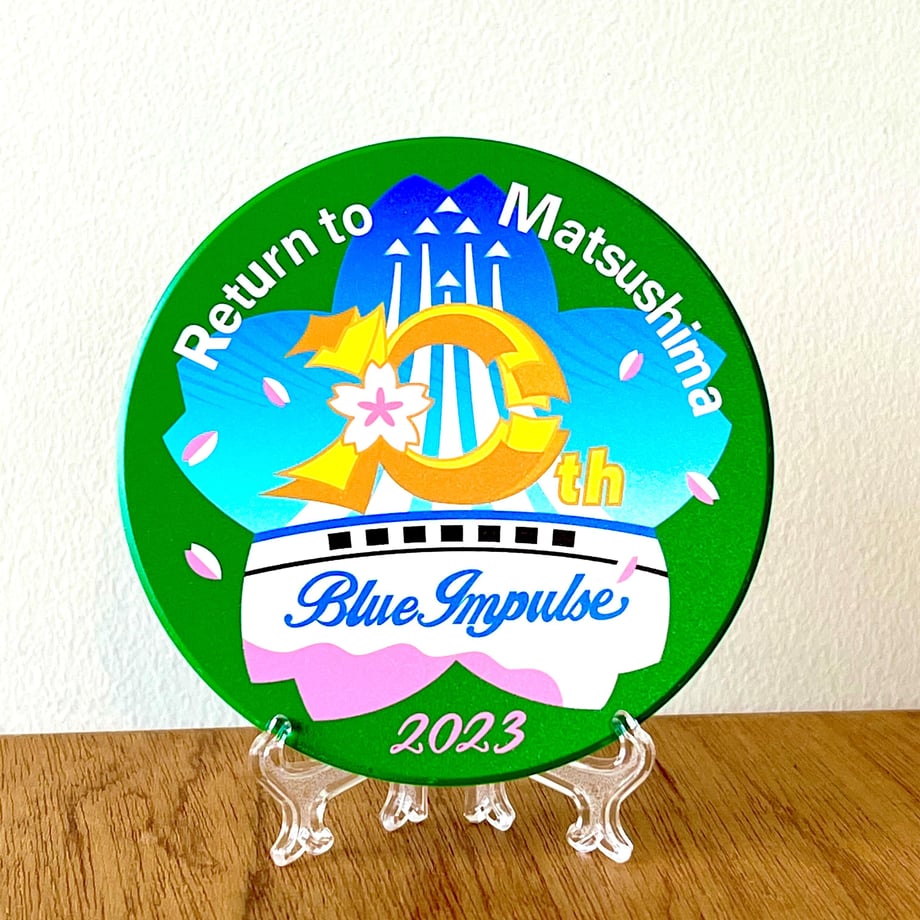 Return to Matsushima
10th
Blue Impulse
2023